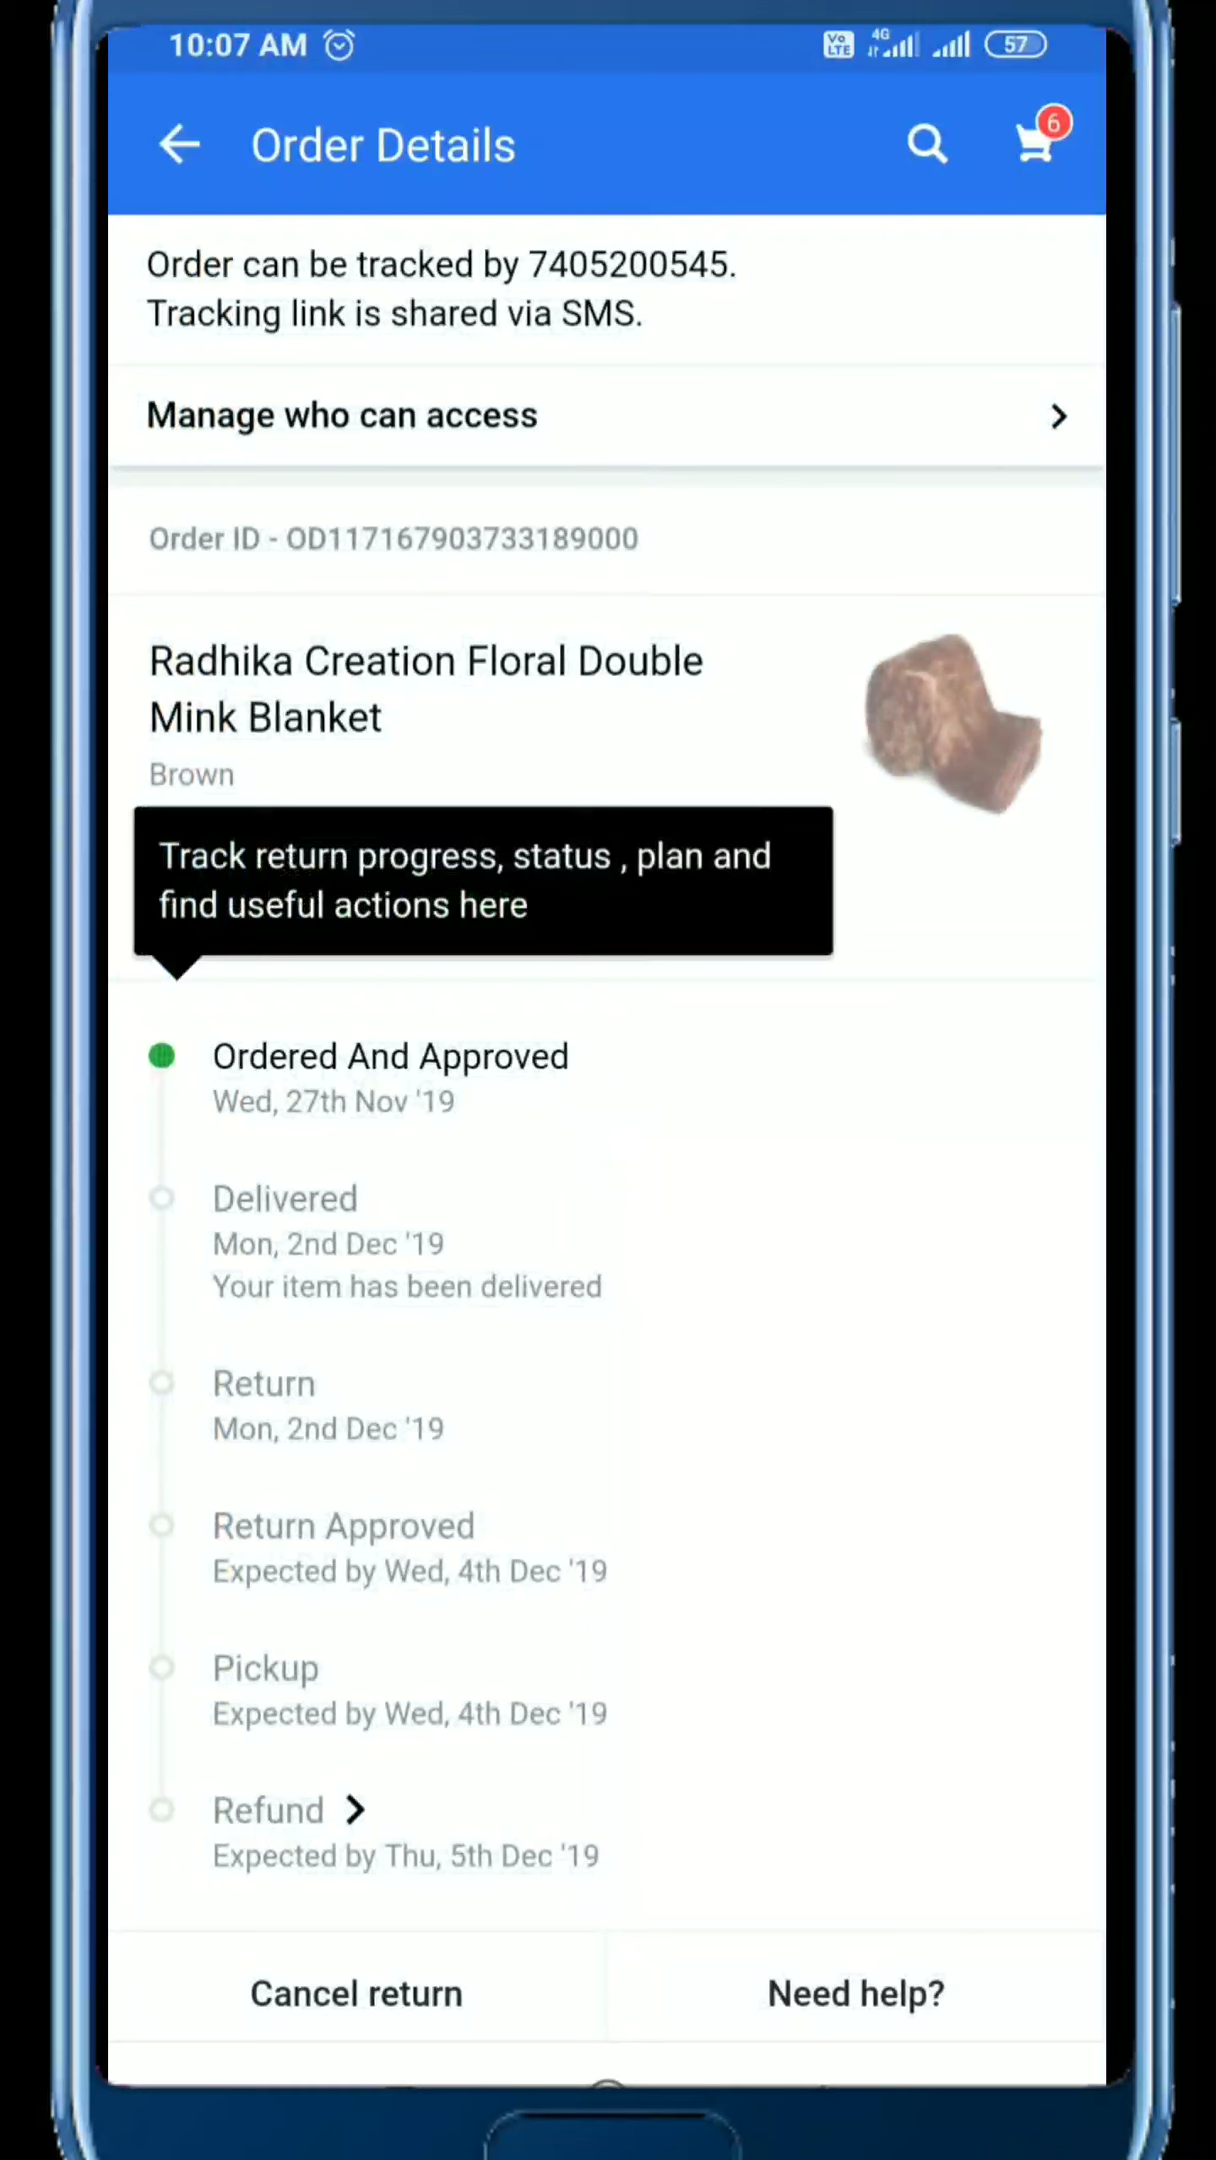 10:07 AM
Vo LTE 4G 57
Order Details
6
Order can be tracked by 7405200545.
Tracking link is shared via SMS.
Manage who can access
Order ID - OD117167903733189000
Radhika Creation Floral Double
Mink Blanket
Brown
Track return progress, status , plan and
find useful actions here
Ordered And Approved
Wed, 27th Nov '19
Delivered
Mon, 2nd Dec '19
Your item has been delivered
Return
Mon, 2nd Dec '19
Return Approved
Expected by Wed, 4th Dec '19
Pickup
Expected by Wed, 4th Dec '19
Refund
Expected by Thu, 5th Dec '19
Cancel return
Need help?